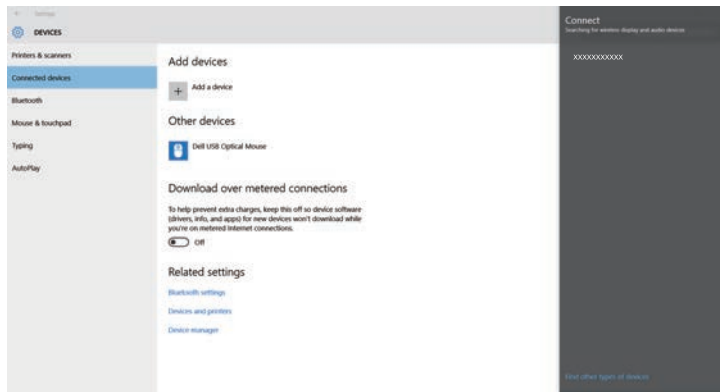 Settings
DEVICES
Printers & scanners
Connected devices
Bluetooth
Mouse & touchpad
Typing
AutoPlay
Add devices
Add a device
Other devices
Dell USB Optical Mouse
Download over metered connections
To help prevent extra charges, keep this off so device software
(drivers, info, and apps) for new devices won't download while
you're on metered Internet connections.
Off
Related settings
Bluetooth settings
Devices and printers
Device manager
Connect
Searching for wireless display and audio devices
XXXXXXXXXXX
Find other types of devices